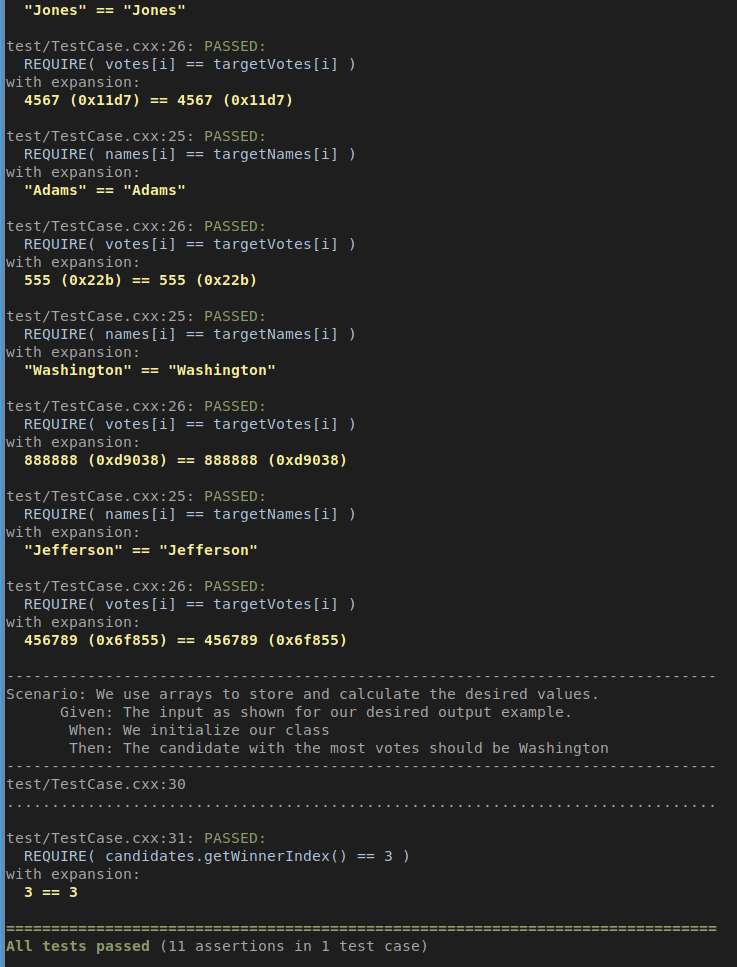 "Jones" == "Jones"
test/TestCase.cxx:26: PASSED:
REQUIRE( votes[i] == targetVotes[i] )
with expansion:
4567 (0x11d7) == 4567 (0x11d7)
test/TestCase.cxx:25: PASSED:
REQUIRE( names[i] == targetNames[i] )
with expansion:
"Adams" == "Adams"
test/TestCase.cxx:26: PASSED:
REQUIRE( votes[i] == targetVotes[i] )
with expansion:
555 (0x22b) == 555 (0x22b)
test/TestCase.cxx:25: PASSED:
REQUIRE( names[i] == targetNames[i] )
with expansion:
"Washington" == "Washington"
test/TestCase.cxx:26: PASSED:
REQUIRE( votes[i] == targetVotes[i] )
with expansion:
888888 (0xd9038) == 888888 (0xd9038)
test/TestCase.cxx:25: PASSED:
REQUIRE( names[i] == targetNames[i] )
with expansion:
"Jefferson" == "Jefferson"
test/TestCase.cxx:26: PASSED:
REQUIRE( votes[i] == targetVotes[i] )
with expansion:
456789 (0x6f855) == 456789 (0x6f855)
-------------------------------------------------------------------------------
Scenario: We use arrays to store and calculate the desired values.
Given: The input as shown for our desired output example.
When: We initialize our class
Then: The candidate with the most votes should be Washington
-------------------------------------------------------------------------------
test/TestCase.cxx:30
...............................................................................
test/TestCase.cxx:31: PASSED:
REQUIRE( candidates.getWinnerIndex() == 3 )
with expansion:
3 == 3
===============================================================================
All tests passed (11 assertions in 1 test case)